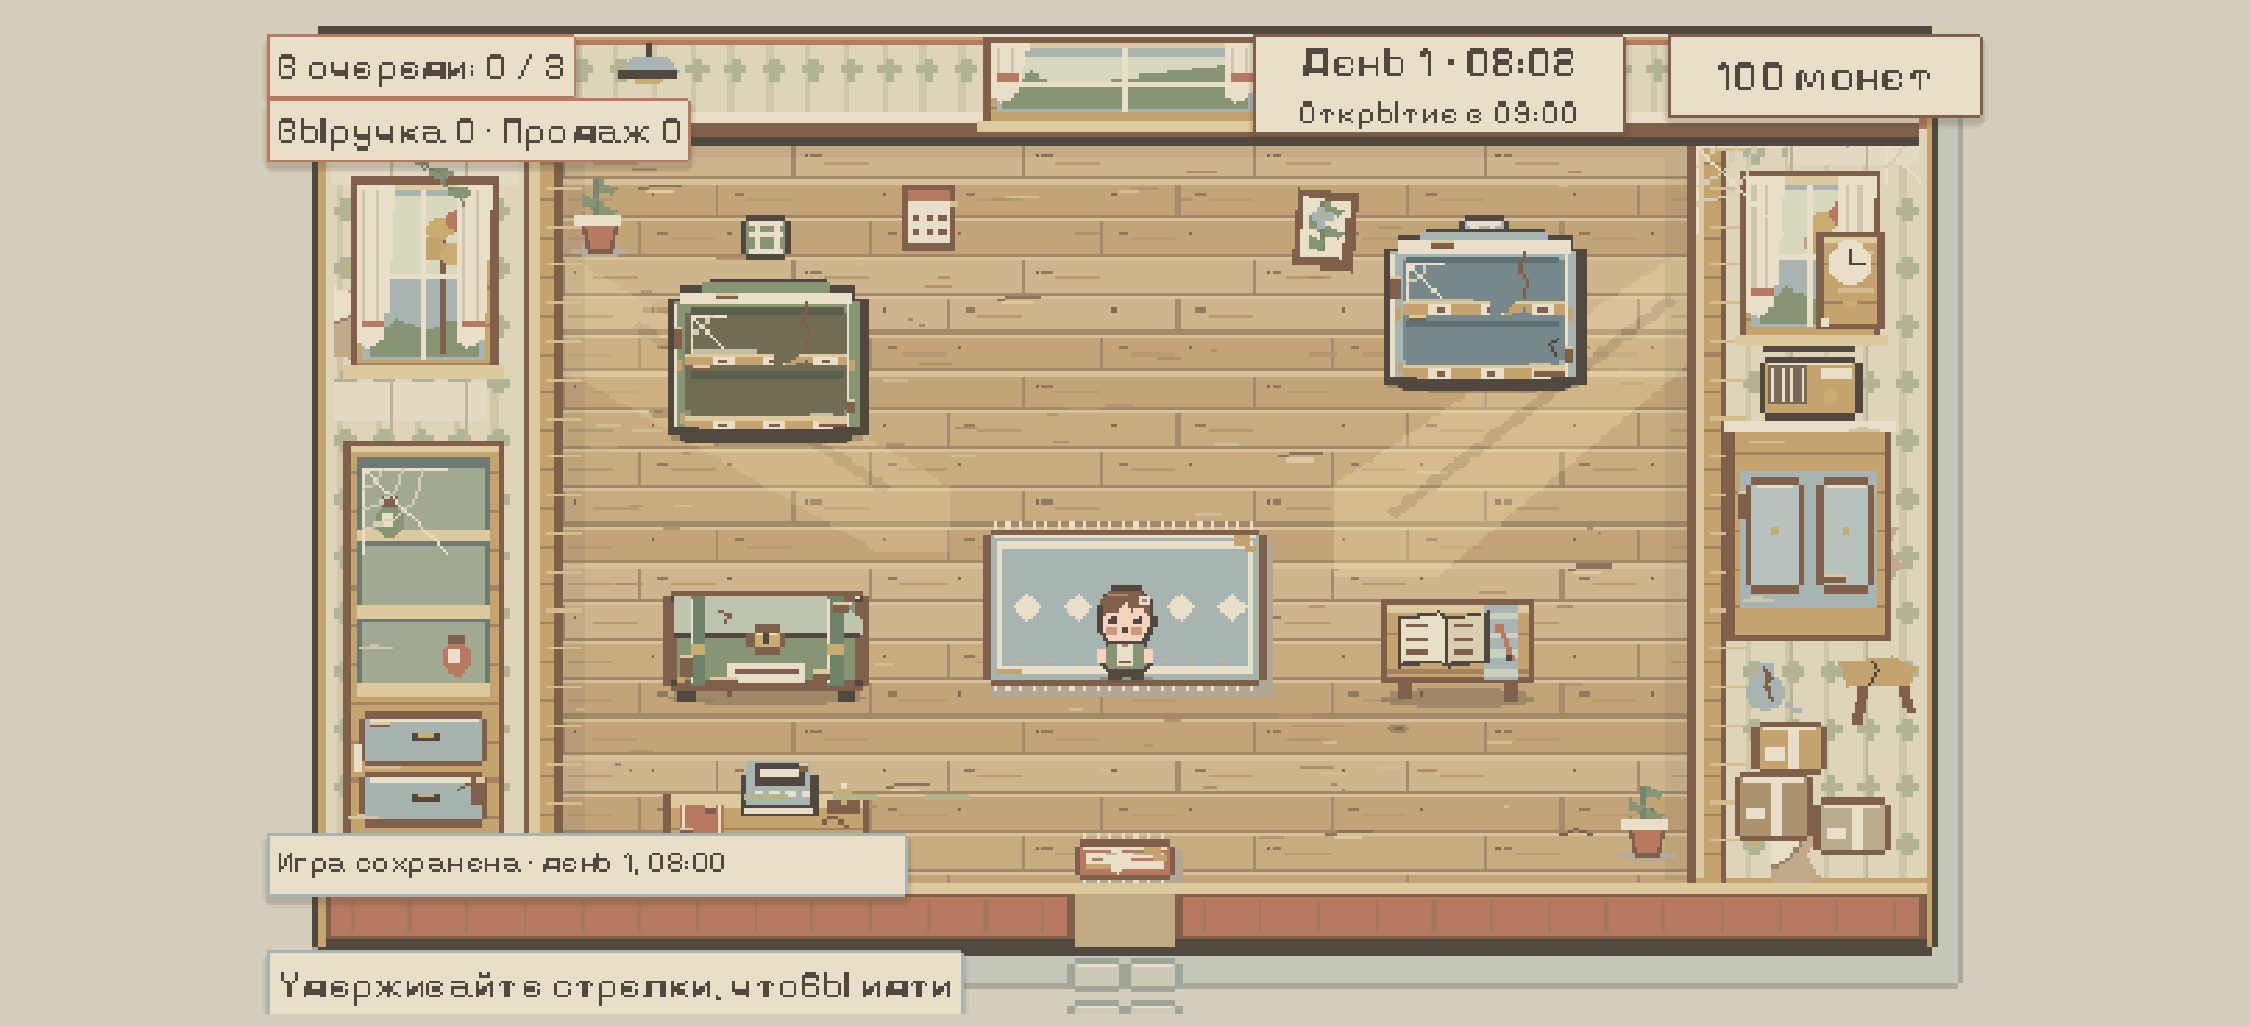 В очереди: 0 / 3
Выручка 0 · Продаж 0
День 1 · 08:08
Открытие в 09:00
100 монет
Игра сохранена · день 1, 08:00
Удерживайте стрелки, чтобы идти